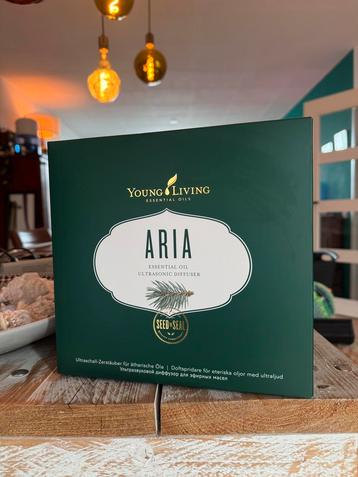 YOUNG LIVING
ESSENTIAL OILS
ARIA
ESSENTIAL OIL
ULTRASONIC DIFFUSER
SEED TO SEAL
Ultraschall-Zerstäuber für ätherische Öle | Doftspridare för eteriska oljor med ultraljud
Ультразвуковой диффузор для эфирных масел